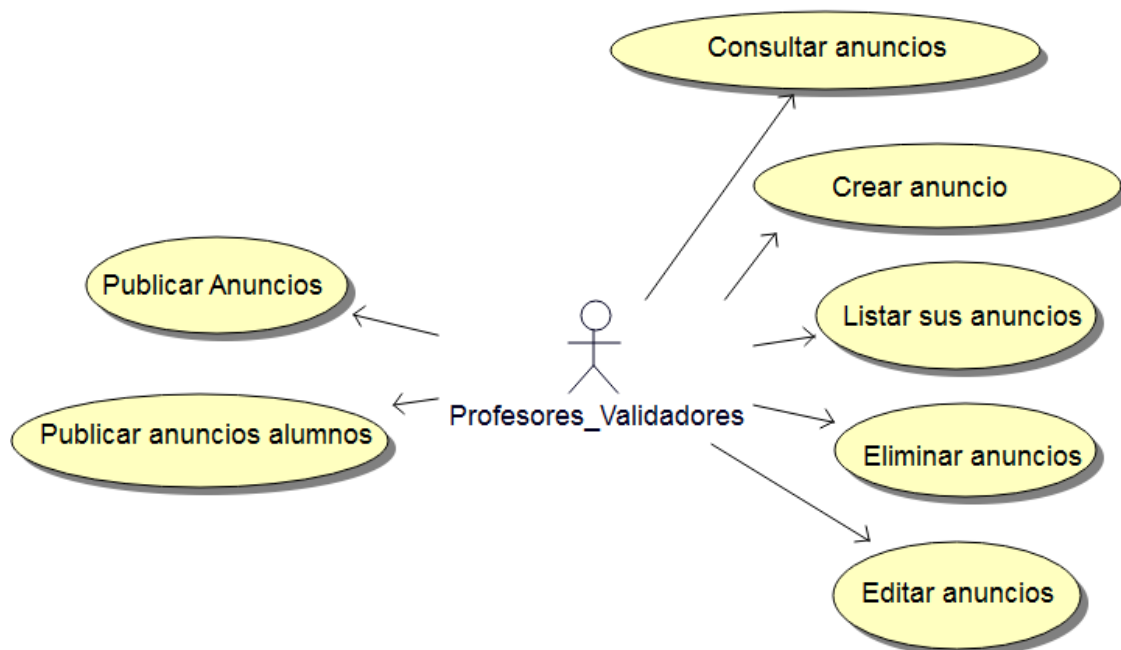 Consultar anuncios
Crear anuncio
Publicar Anuncios
Listar sus anuncios
Profesores_Validadores
Publicar anuncios alumnos
Eliminar anuncios
Editar anuncios